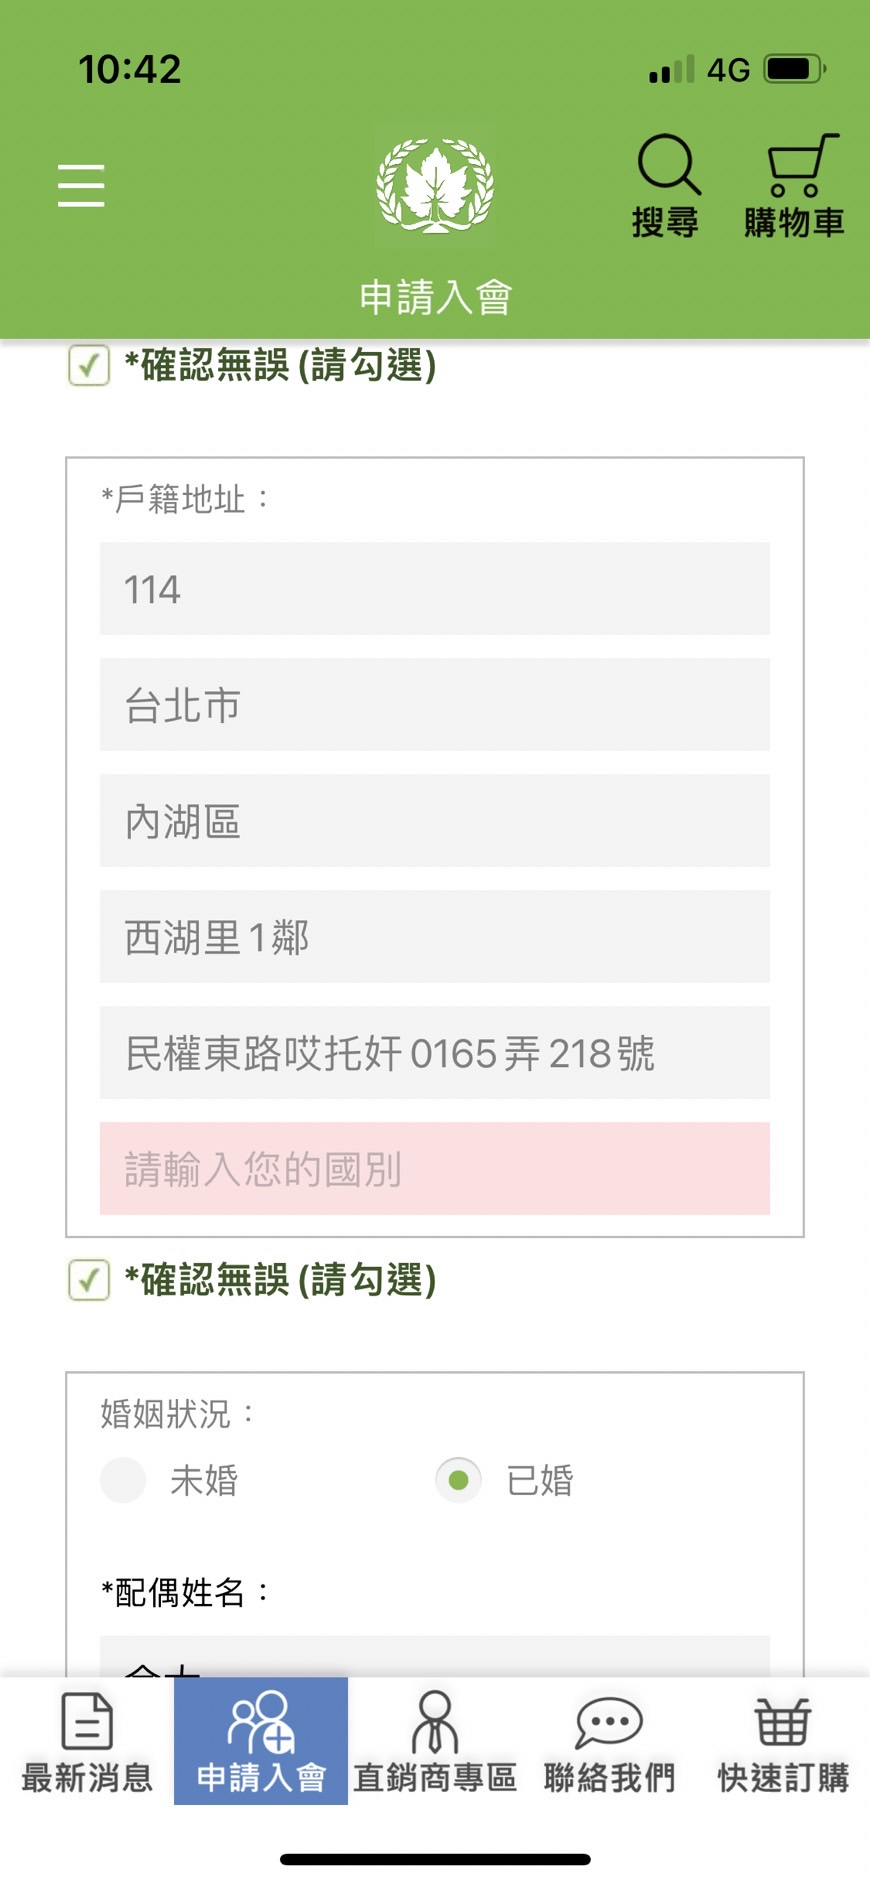 10:42
4G
搜尋
購物車
申請入會
*確認無誤(請勾選)
*戶籍地址：
114
台北市
內湖區
西湖里1鄰
民權東路哎托奸0165弄218號
請輸入您的國別
*確認無誤(請勾選)
婚姻狀況：
未婚
已婚
*配偶姓名：
最新消息
申請入會
直銷商專區
聯絡我們
快速訂購